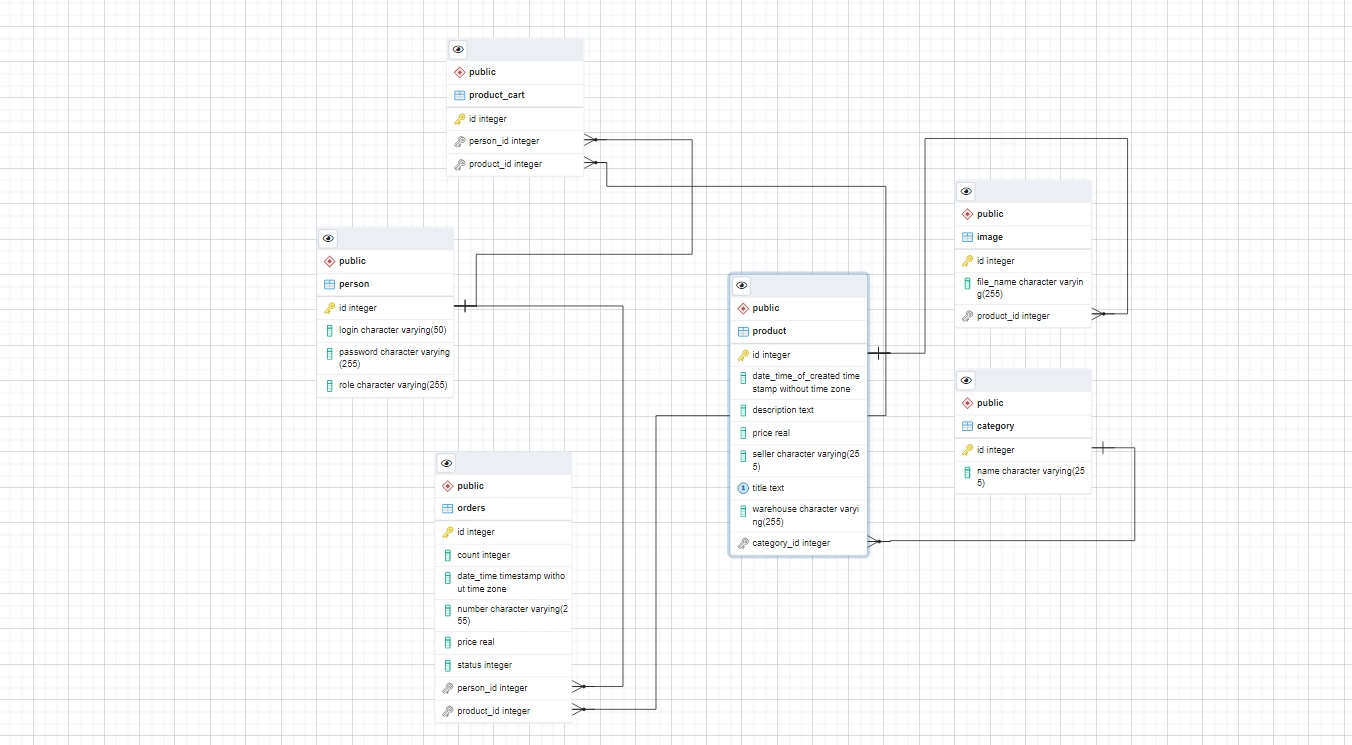 public
product_cart
id integer
person_id integer
product_id integer
public
person
id integer
login character varying(50)
password character varying
(255)
role character varying(255)
public
orders
id integer
count integer
date_time timestamp witho
ut time zone
number character varying(2
55)
price real
status integer
person_id integer
product_id integer
public
product
id integer
date_time_of_created time
stamp without time zone
description text
price real
seller character varying(25
5)
1 title text
warehouse character varyi
ng(255)
category_id integer
public
image
id integer
file_name character varyin
g(255)
product_id integer
public
category
id integer
name character varying(25
5)